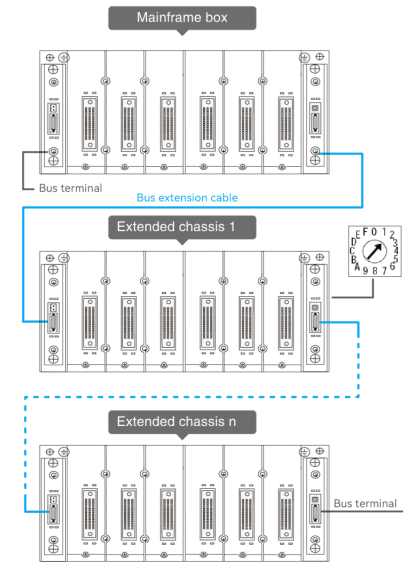 Mainframe box
Bus terminal
Bus extension cable
Extended chassis 1
E F 0 1 2 3 4 5 6 7 8 9 A B C D
Extended chassis n
Bus terminal